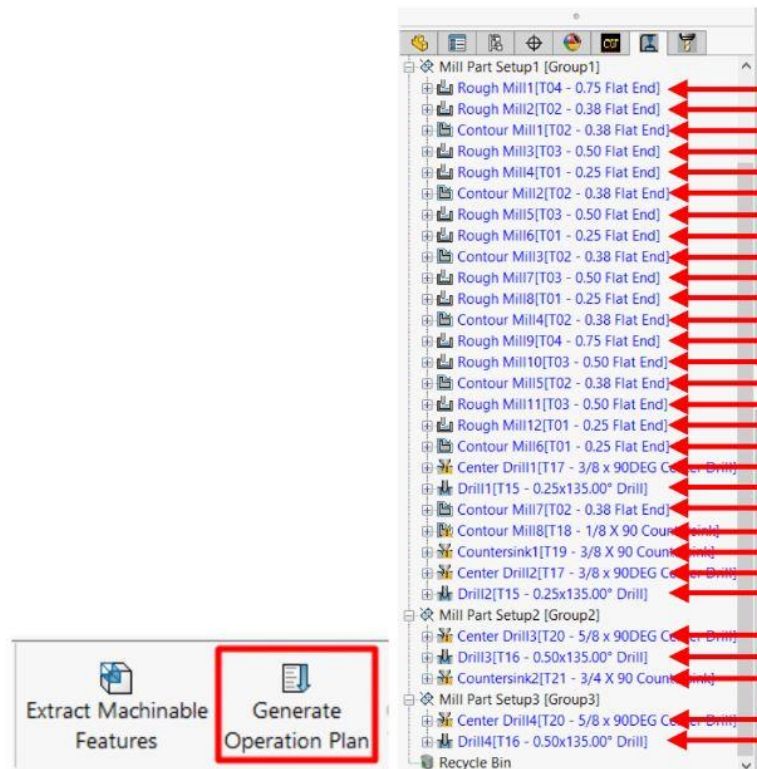 Extract Machinable
Features
Generate
Operation Plan
Mill Part Setup1 [Group1]
Rough Mill1[T04 - 0.75 Flat End]
Rough Mill2[T02 - 0.38 Flat End]
Contour Mill1[T02 - 0.38 Flat End]
Rough Mill3[T03 - 0.50 Flat End]
Rough Mill4[T01 - 0.25 Flat End]
Contour Mill2[T02 - 0.38 Flat End]
Rough Mill5[T03 - 0.50 Flat End]
Rough Mill6[T01 - 0.25 Flat End]
Contour Mill3[T02 - 0.38 Flat End]
Rough Mill7[T03 - 0.50 Flat End]
Rough Mill8[T01 - 0.25 Flat End]
Contour Mill4[T02 - 0.38 Flat End]
Rough Mill9[T04 - 0.75 Flat End]
Rough Mill10[T03 - 0.50 Flat End]
Contour Mill5[T02 - 0.38 Flat End]
Rough Mill11[T03 - 0.50 Flat End]
Rough Mill12[T01 - 0.25 Flat End]
Contour Mill6[T01 - 0.25 Flat End]
Center Drill1[T17 - 3/8 x 90DEG Center Drill]
Drill1[T15 - 0.25x135.00° Drill]
Contour Mill7[T02 - 0.38 Flat End]
Contour Mill8[T18 - 1/8 X 90 Countersink]
Countersink1[T19 - 3/8 X 90 Countersink]
Center Drill2[T17 - 3/8 x 90DEG Center Drill]
Drill2[T15 - 0.25x135.00° Drill]
Mill Part Setup2 [Group2]
Center Drill3[T20 - 5/8 x 90DEG Center Drill]
Drill3[T16 - 0.50x135.00° Drill]
Countersink2[T21 - 3/4 X 90 Countersink]
Mill Part Setup3 [Group3]
Center Drill4[T20 - 5/8 x 90DEG Center Drill]
Drill4[T16 - 0.50x135.00° Drill]
Recycle Bin